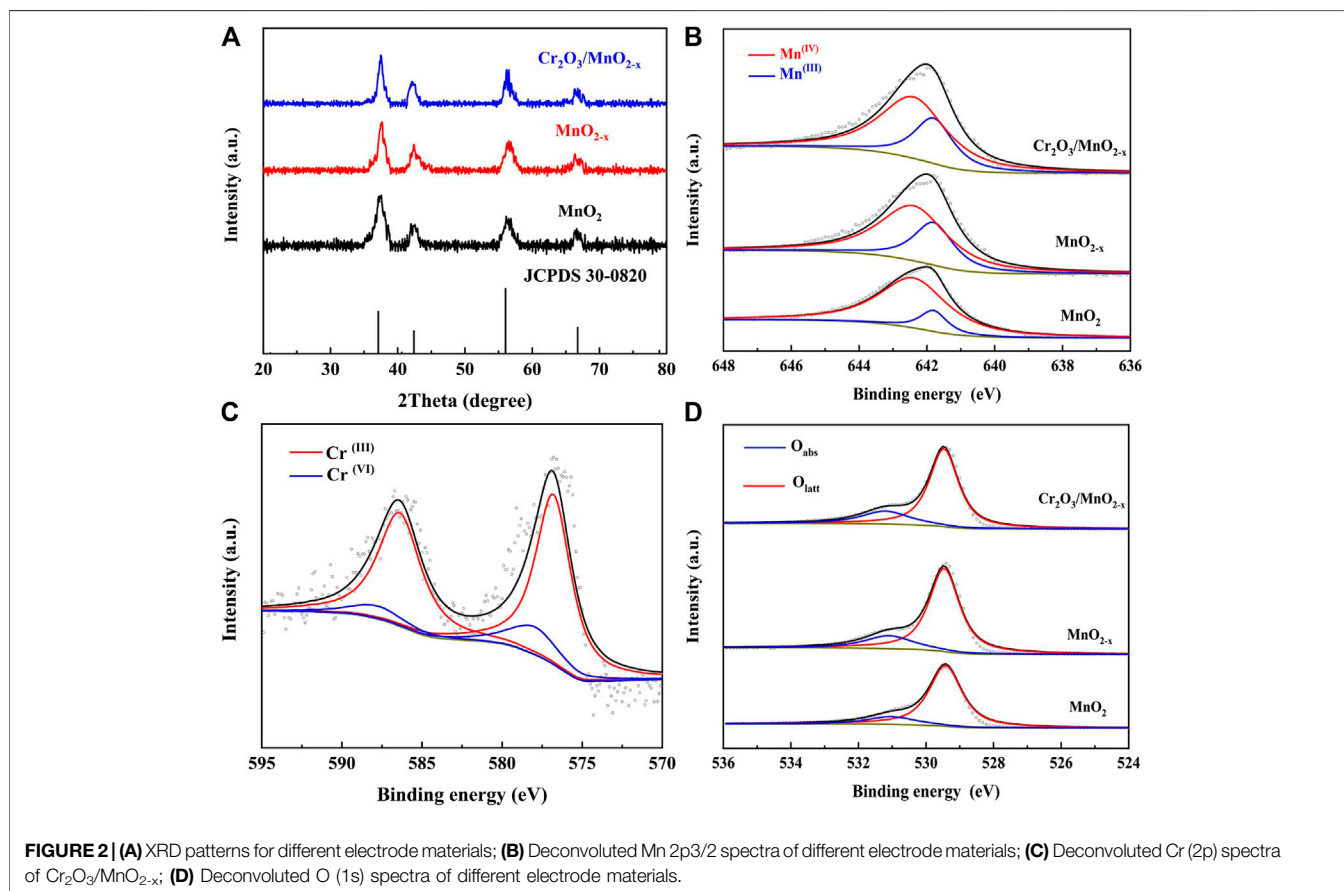 A
Cr2O3/MnO2-x
MnO2-x
MnO2
JCPDS 30-0820
Intensity (a.u.)
20 30 40 50 60 70 80
2Theta (degree)
B
Mn(IV)
Mn(III)
Cr2O3/MnO2-x
MnO2-x
MnO2
Intensity (a.u.)
648 646 644 642 640 638 636
Binding energy (eV)
C
Cr (III)
Cr (VI)
Intensity (a.u.)
595 590 585 580 575 570
Binding energy (eV)
D
Oabs
Olatt
Cr2O3/MnO2-x
MnO2-x
MnO2
Intensity (a.u.)
536 534 532 530 528 526 524
Binding energy (eV)
FIGURE 2 | (A) XRD patterns for different electrode materials; (B) Deconvoluted Mn 2p3/2 spectra of different electrode materials; (C) Deconvoluted Cr (2p) spectra
of Cr2O3/MnO2-x; (D) Deconvoluted O (1s) spectra of different electrode materials.